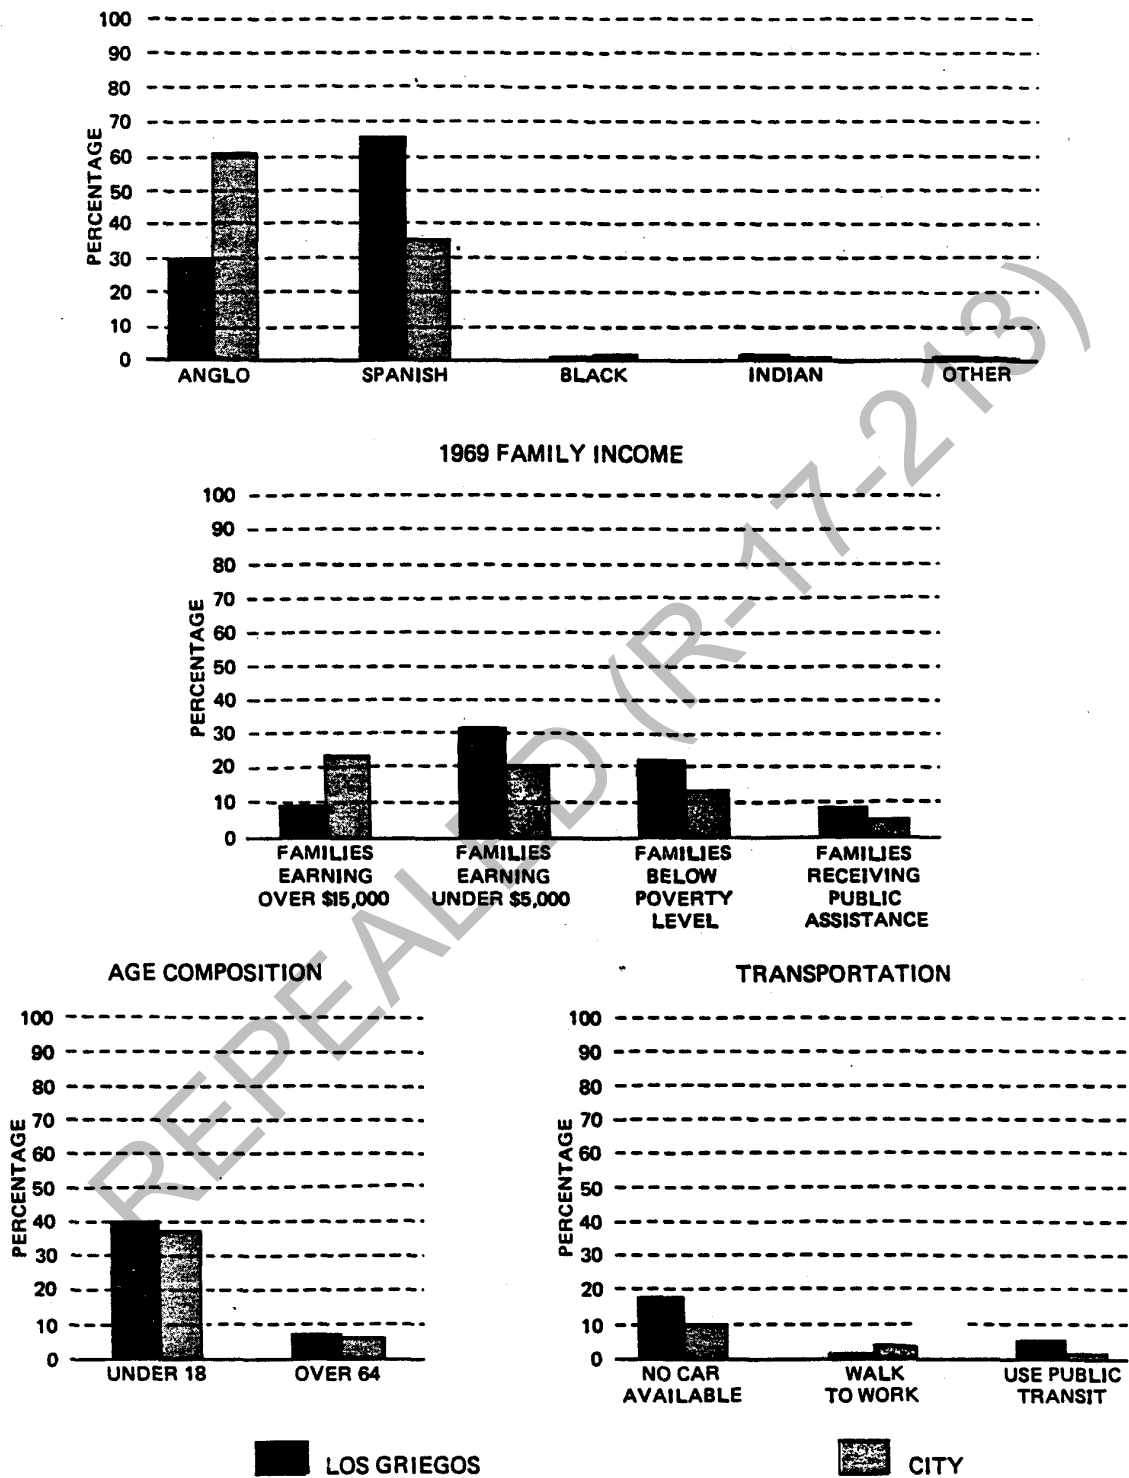 100
90
80
70
60
50
40
30
20
10
0
PERCENTAGE
ANGLO SPANISH BLACK INDIAN OTHER
1969 FAMILY INCOME
100
90
80
70
60
50
40
30
20
10
0
PERCENTAGE
FAMILIES EARNING OVER $15,000
FAMILIES EARNING UNDER $5,000
FAMILIES BELOW POVERTY LEVEL
FAMILIES RECEIVING PUBLIC ASSISTANCE
AGE COMPOSITION
100
90
80
70
60
50
40
30
20
10
0
PERCENTAGE
UNDER 18 OVER 64
TRANSPORTATION
100
90
80
70
60
50
40
30
20
10
0
PERCENTAGE
NO CAR AVAILABLE
WALK TO WORK
USE PUBLIC TRANSIT
LOS GRIEGOS CITY
REPEALED (R-17-213)